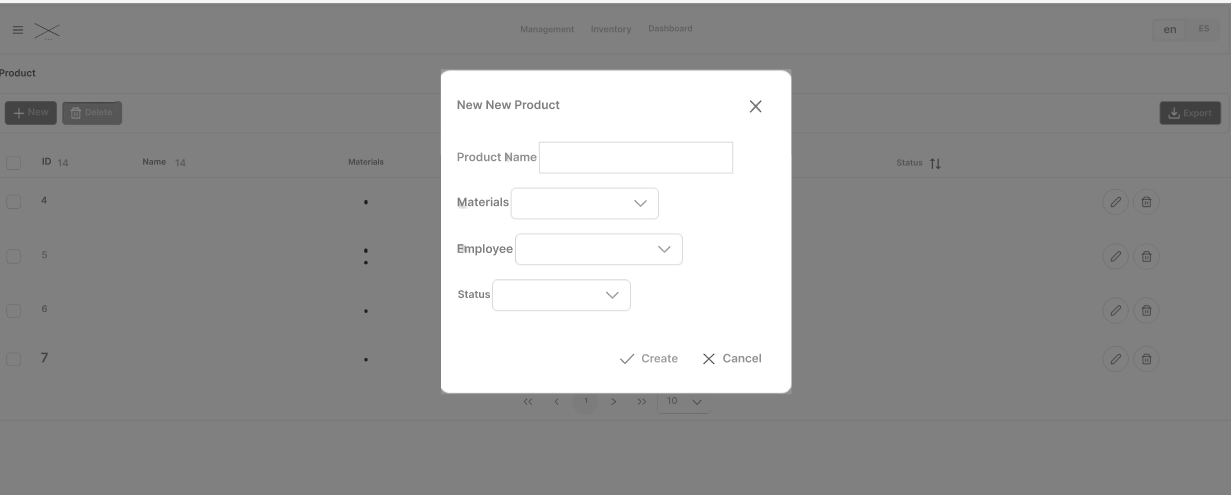 Management Inventory Dashboard en ES
Product
New Delete Export
New New Product
ID 14 Name 14 Materials Status
Product Name
4
Materials
5
Employee
Status
6
7
Create Cancel
<< < 1 > >> 10